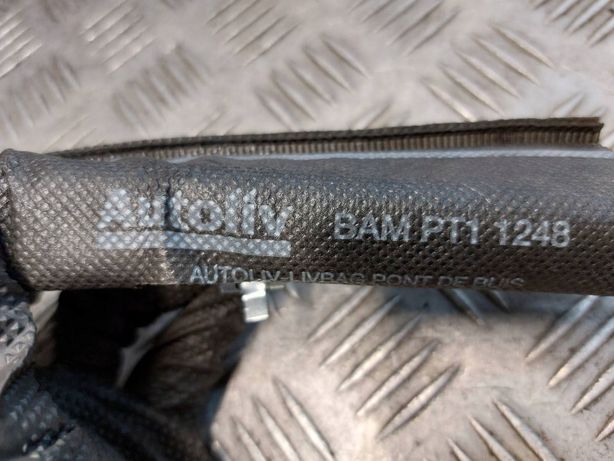 Autoliv
BAM.PT1 1248
AUTOLIV-LIVBAG PONT DE BUIS